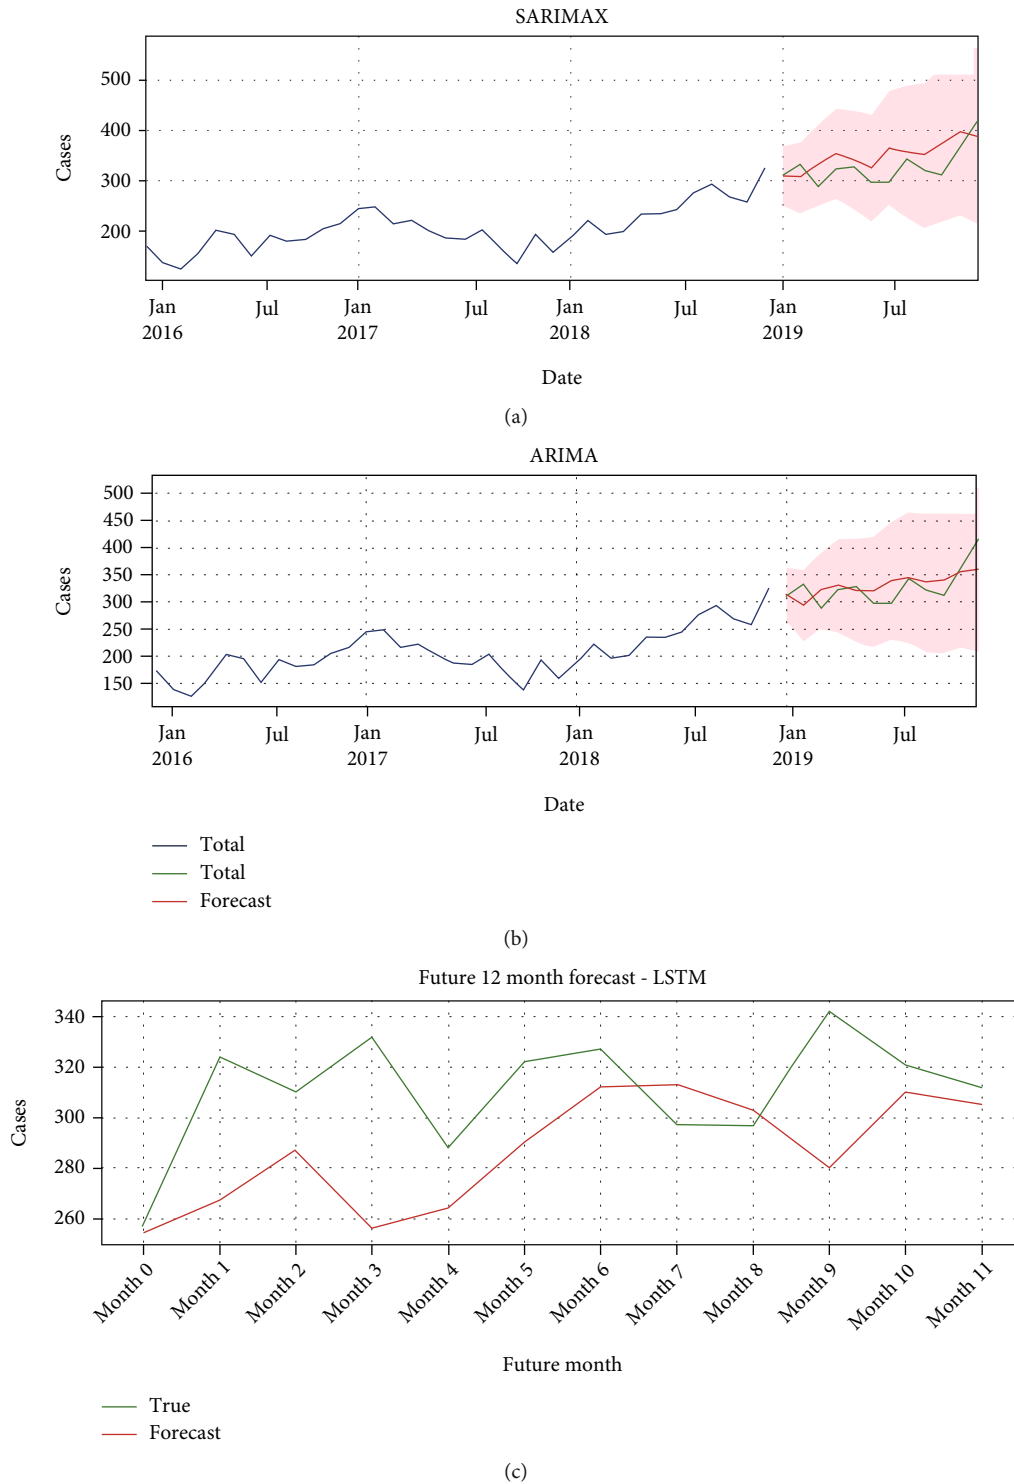 SARIMAX
500
400
300
200
Cases
Jan Jul Jan Jan Jul Jan Jul
2016 2017 2018 2019
Date
(a)
ARIMA
500
450
400
350
300
250
200
150
Cases
Jan Jul Jan Jul Jan Jul Jan Jul
2016 2017 2018 2019
Date
Total
Total
Forecast
(b)
Future 12 month forecast - LSTM
340
320
300
280
260
Cases
Month 0 Month 1 Month 2 Month 3 Month 4 Month 5 Month 6 Month 7 Month 8 Month 9 Month 10 Month 11
Future month
True
Forecast
(c)